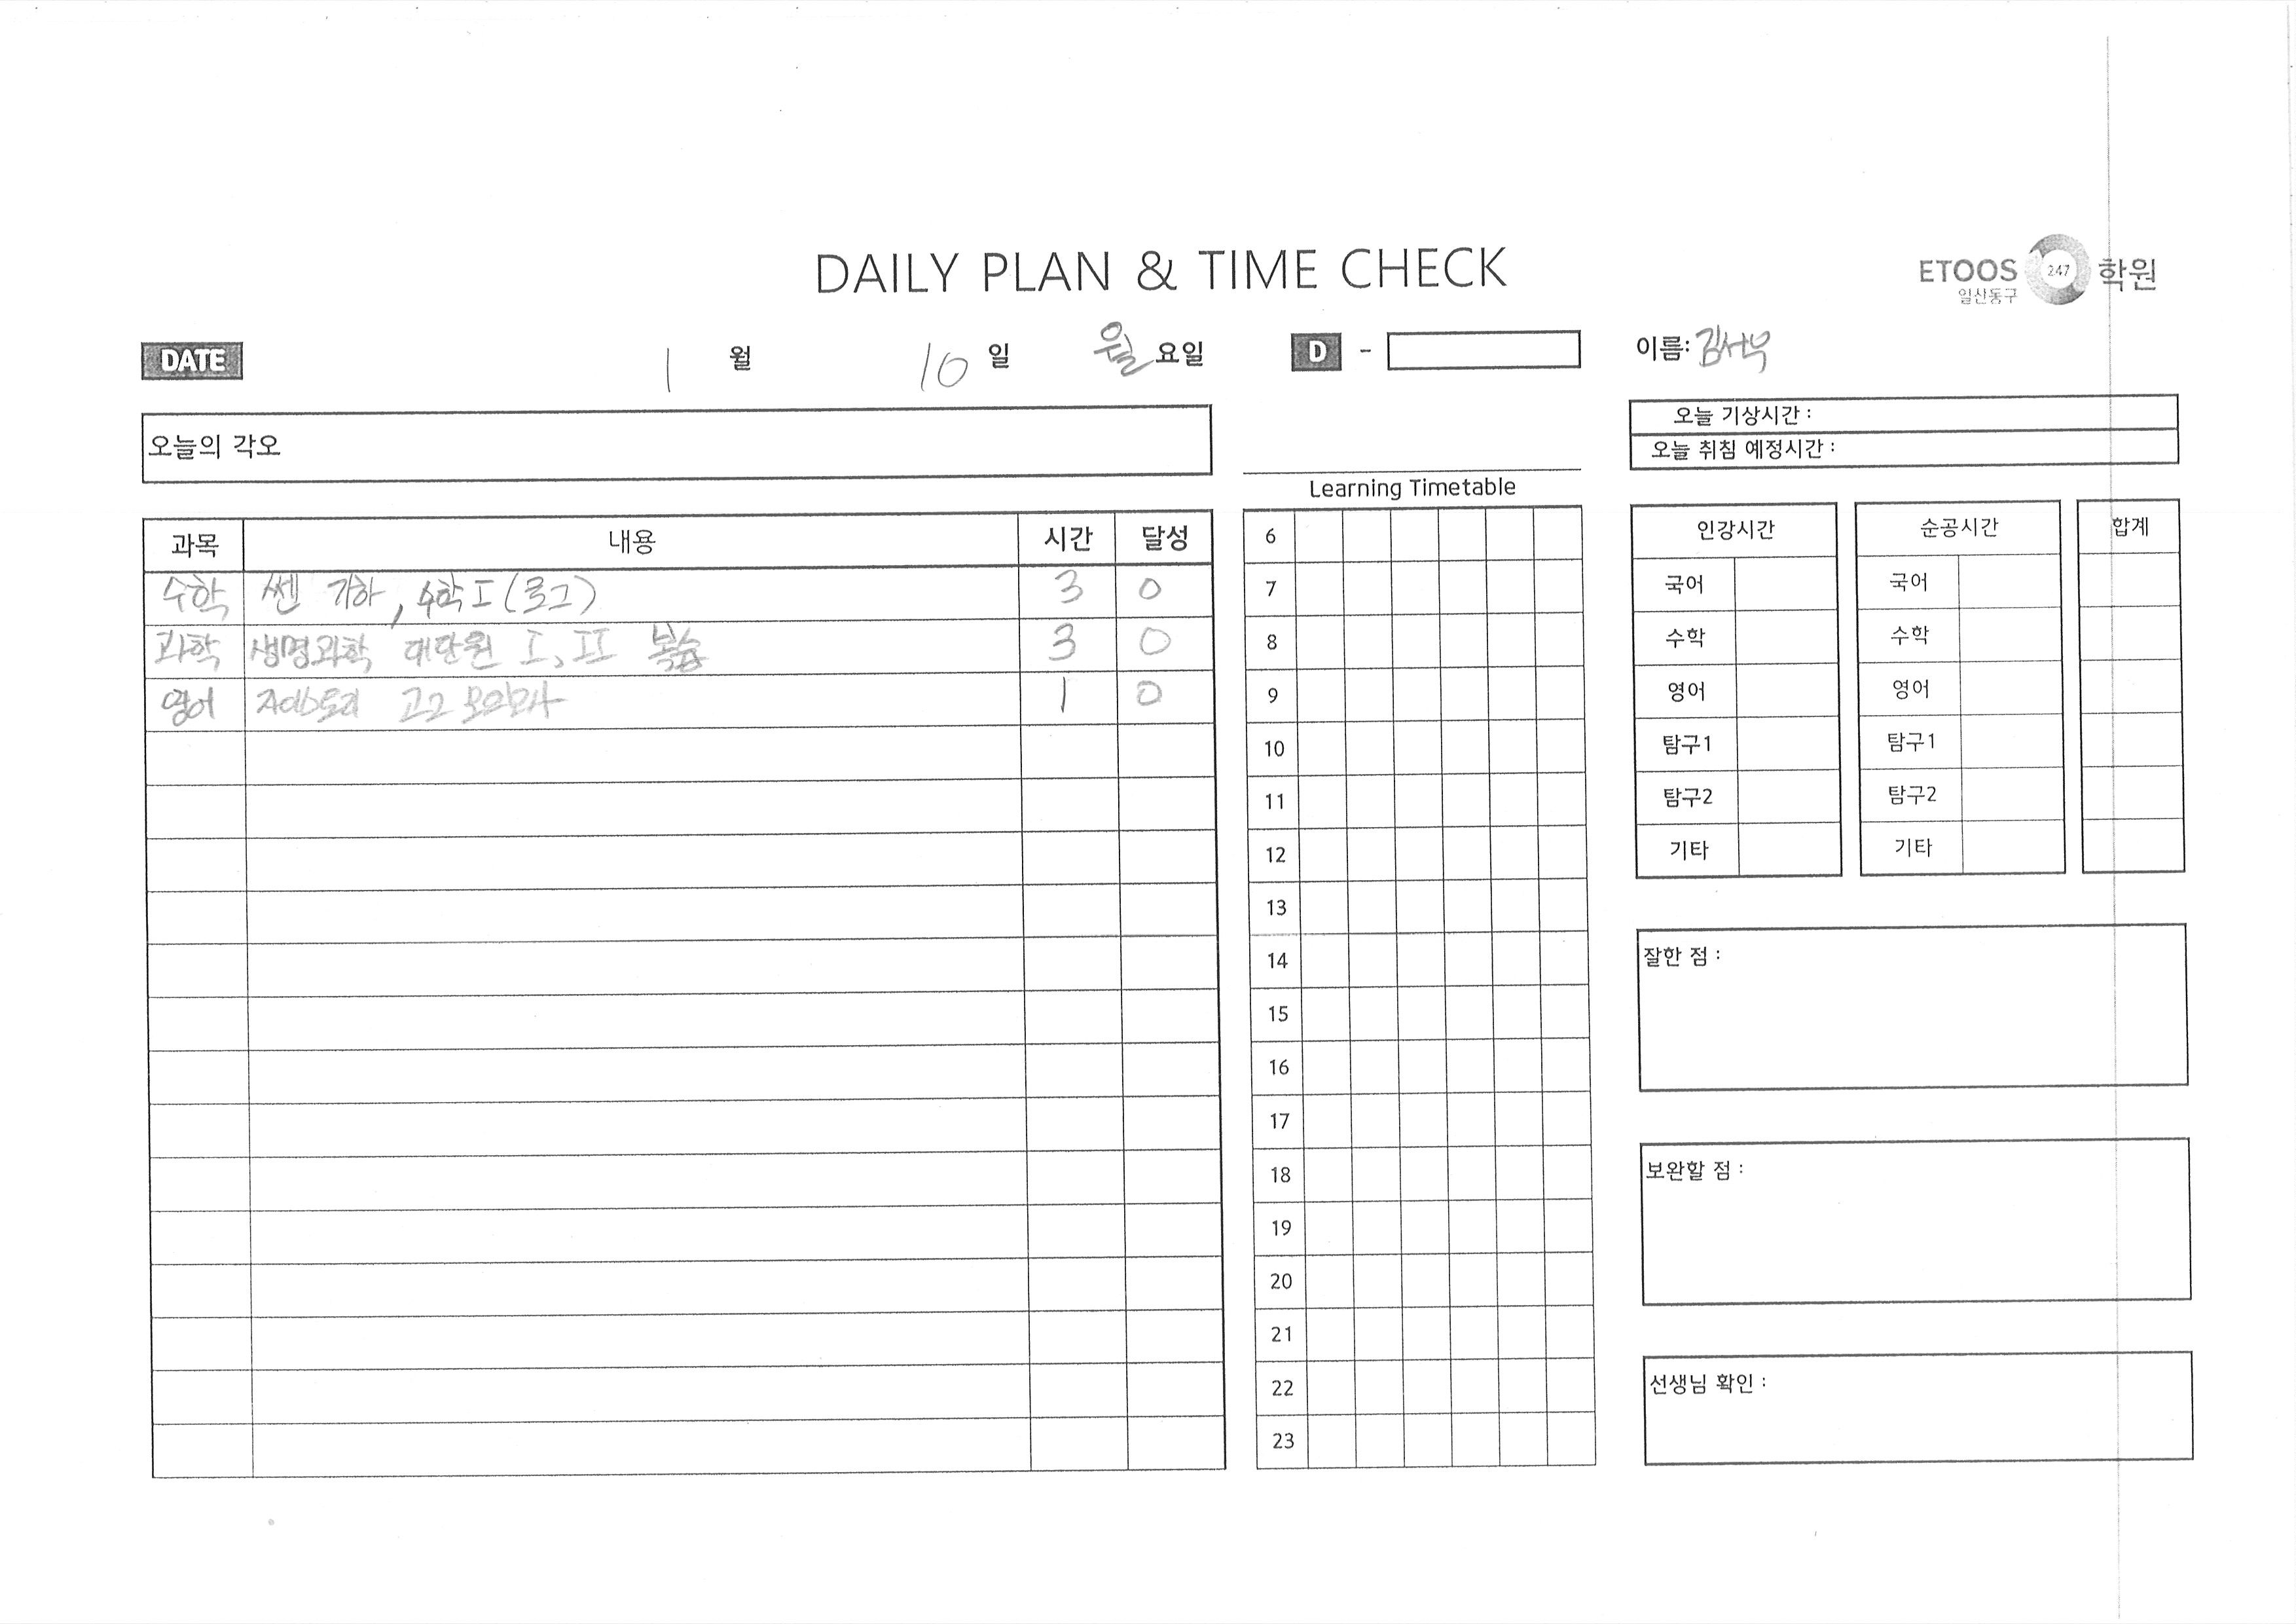 DAILY PLAN & TIME CHECK
ETOOS 247 학원
일산동구
DATE 1 월 10 일 월요일 D - 이름: 김서우
오늘의 각오
오늘 기상시간 :
오늘 취침 예정시간 :
과목 내용 시간 달성
수학 쎈 기하, 수학 I (로그) 3 0
과학 생명과학 대단원 I, II 복습 3 0
영어 고2 모의고사 1 0
Learning Timetable
6
7
8
9
10
11
12
13
14
15
16
17
18
19
20
21
22
23
인강시간 순공시간 합계
국어 국어
수학 수학
영어 영어
탐구1 탐구1
탐구2 탐구2
기타 기타
잘한 점 :
보완할 점 :
선생님 확인 :